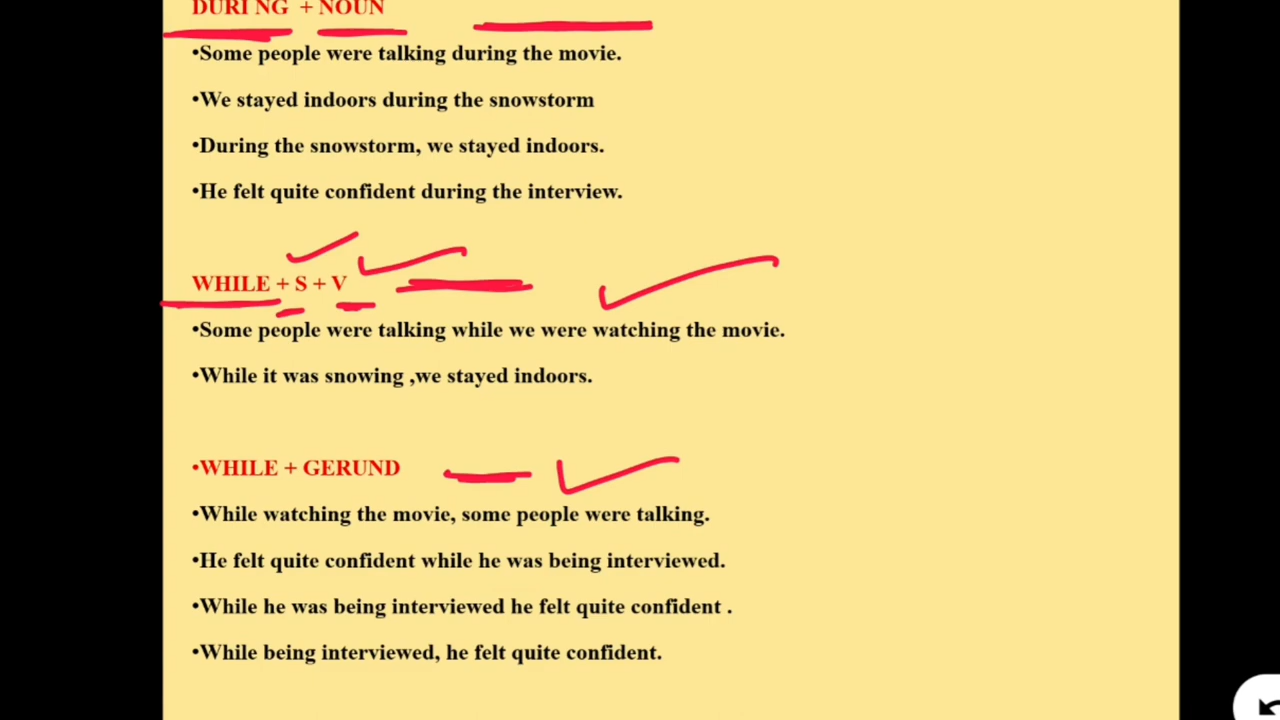 DURI NG + NOUN
•Some people were talking during the movie.
•We stayed indoors during the snowstorm
•During the snowstorm, we stayed indoors.
•He felt quite confident during the interview.
WHILE + S + V
•Some people were talking while we were watching the movie.
•While it was snowing ,we stayed indoors.
•WHILE + GERUND
•While watching the movie, some people were talking.
•He felt quite confident while he was being interviewed.
•While he was being interviewed he felt quite confident .
•While being interviewed, he felt quite confident.